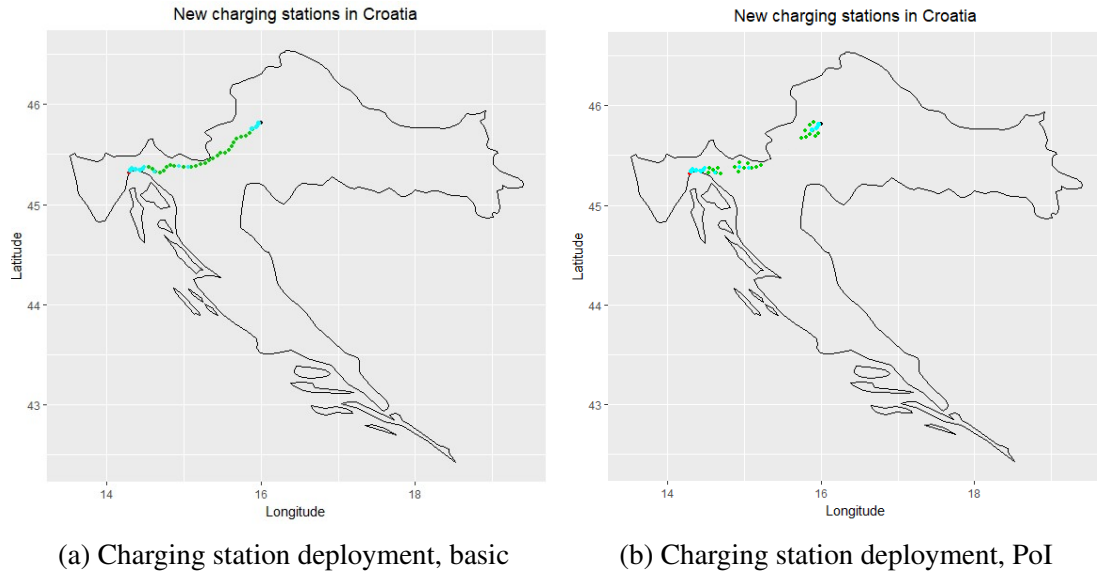 New charging stations in Croatia
46
45
44
43
Latitude
14
16
18
Longitude
(a) Charging station deployment, basic
New charging stations in Croatia
46
45
44
43
Latitude
14
16
18
Longitude
(b) Charging station deployment, PoI